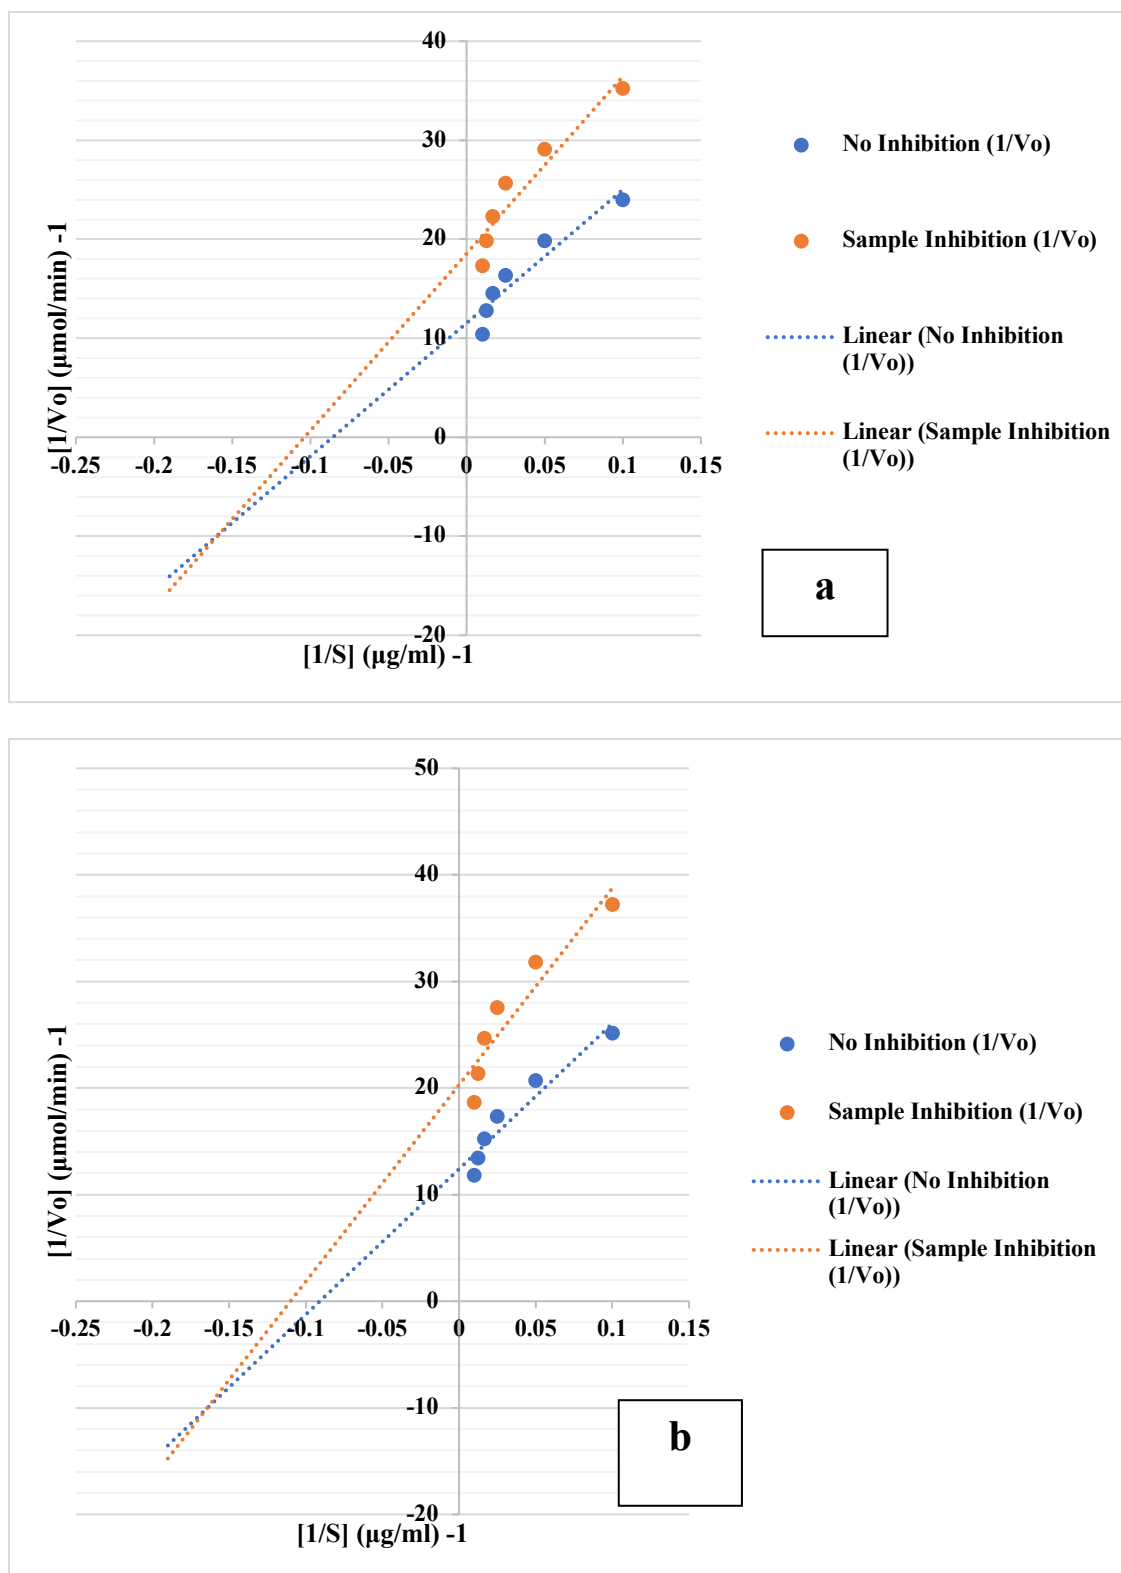 40
30
20
10
0
-10
-20
-0.25
-0.2
-0.15
-0.1
-0.05
0
0.05
0.1
0.15
[1/Vo] (μmol/min) -1
[1/S] (μg/ml) -1
No Inhibition (1/Vo)
Sample Inhibition (1/Vo)
Linear (No Inhibition
(1/Vo))
Linear (Sample Inhibition
(1/Vo))
a
50
40
30
20
10
0
-10
-20
-0.25
-0.2
-0.15
-0.1
-0.05
0
0.05
0.1
0.15
[1/Vo] (μmol/min) -1
[1/S] (μg/ml) -1
No Inhibition (1/Vo)
Sample Inhibition (1/Vo)
Linear (No Inhibition
(1/Vo))
Linear (Sample Inhibition
(1/Vo))
b